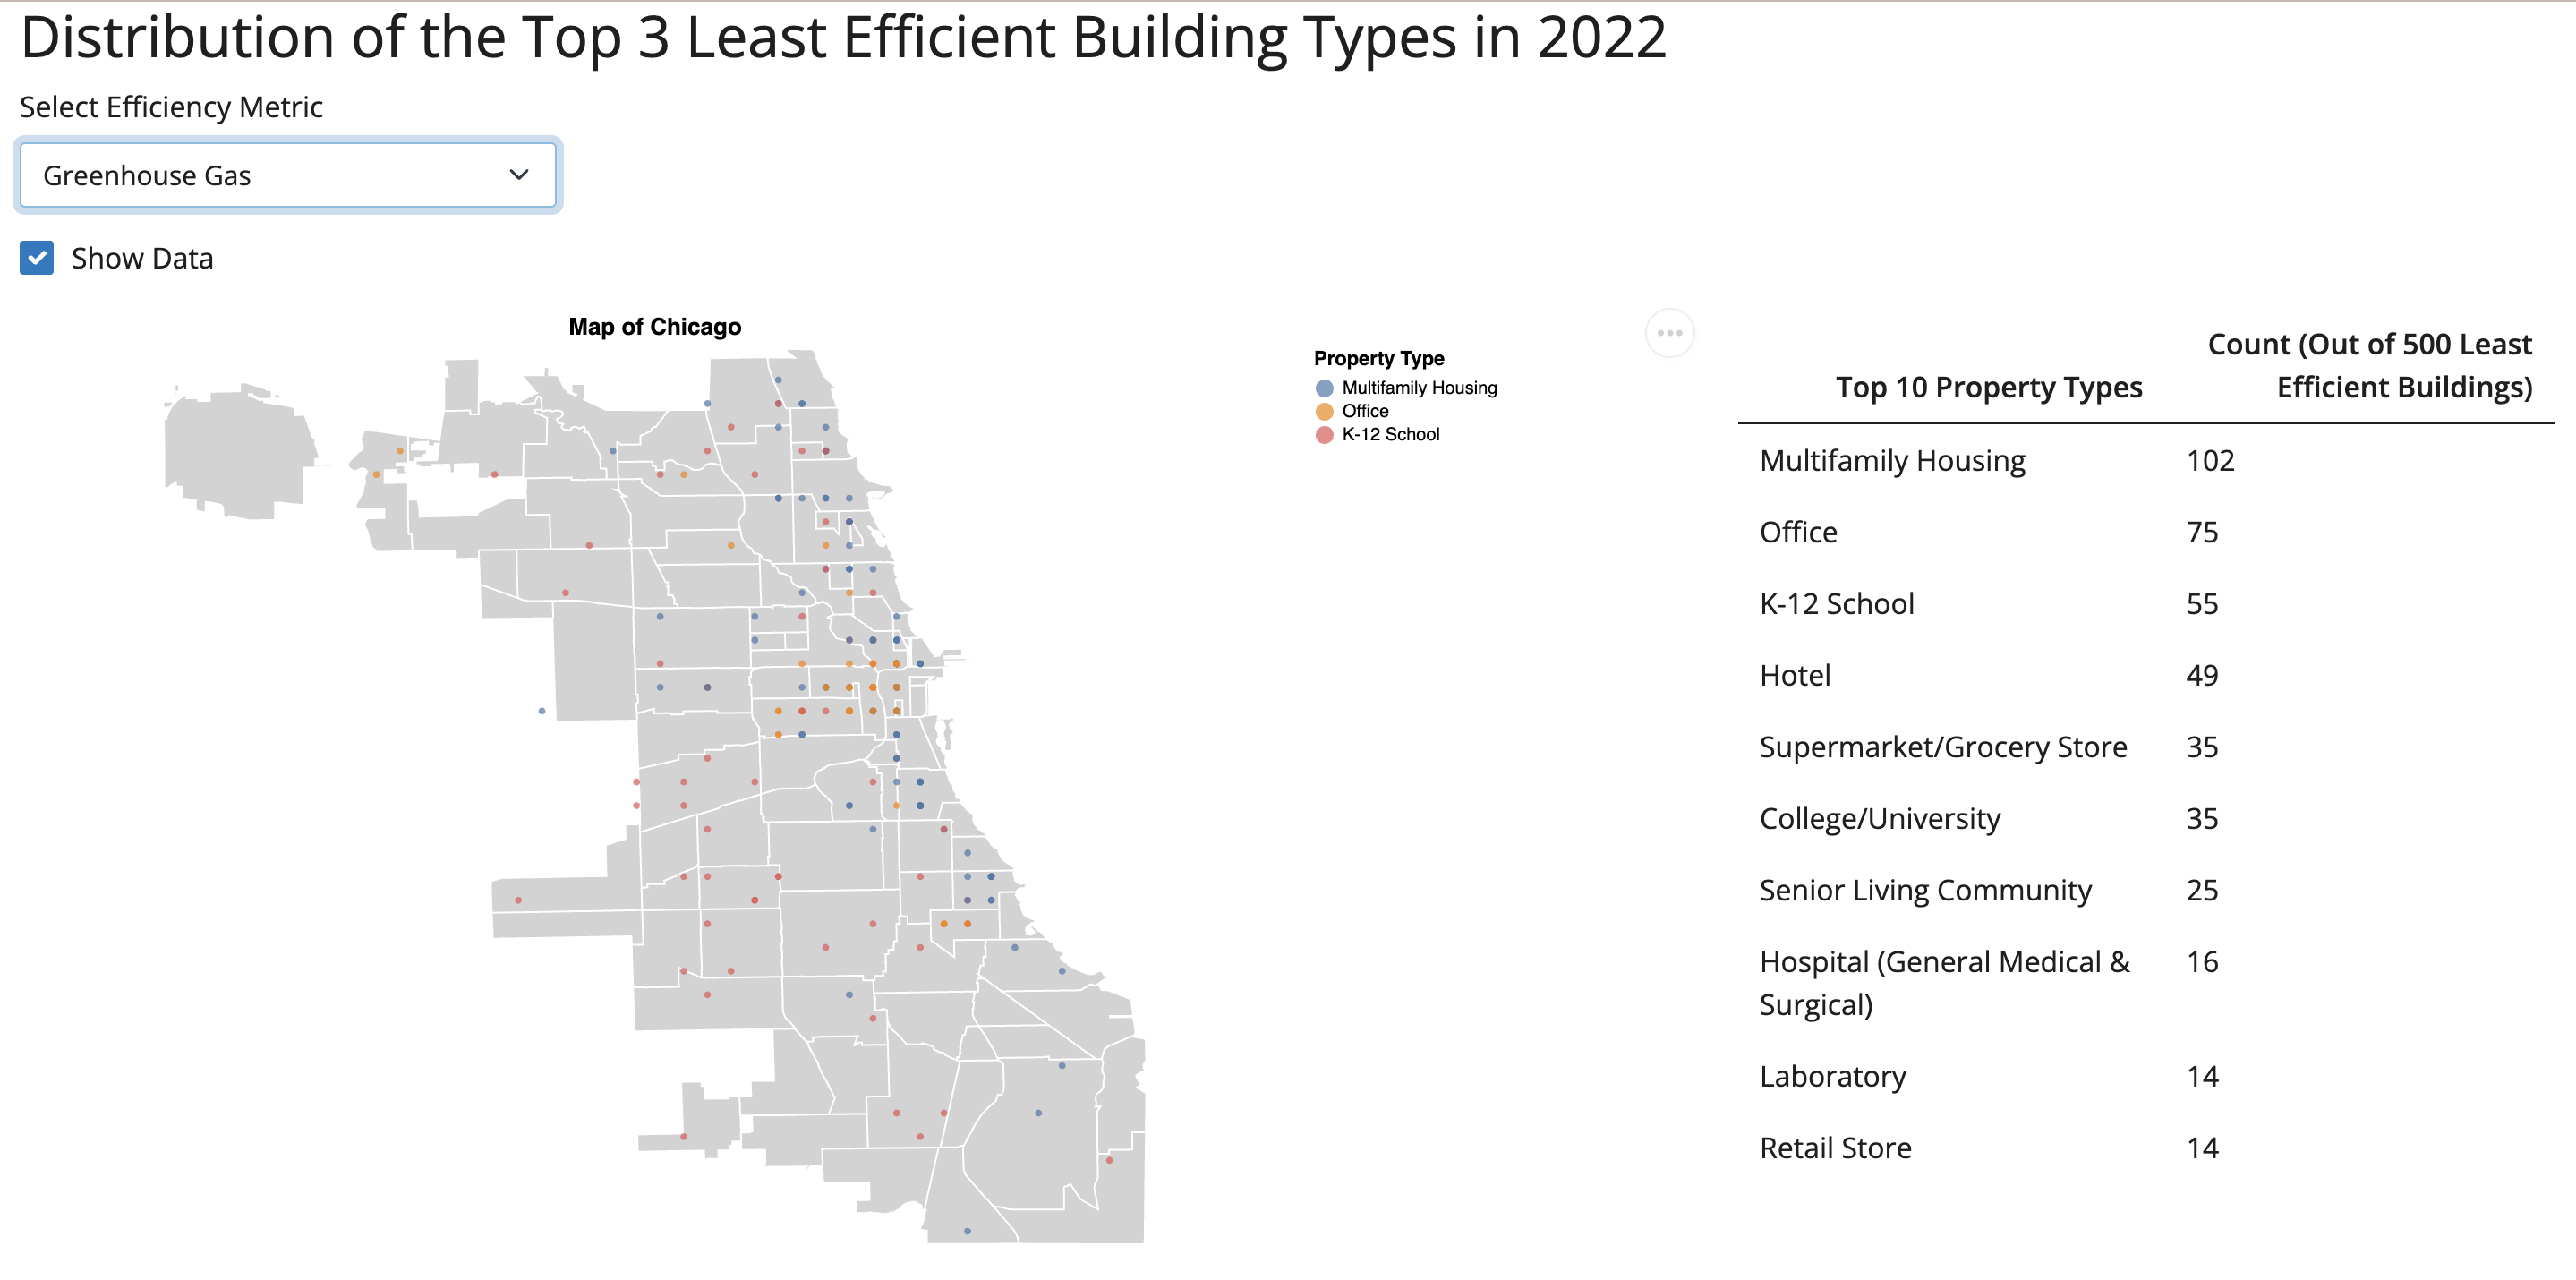 Distribution of the Top 3 Least Efficient Building Types in 2022
Select Efficiency Metric
Greenhouse Gas
Show Data
Map of Chicago
Property Type
Multifamily Housing
Office
K-12 School
Top 10 Property Types
Count (Out of 500 Least
Efficient Buildings)
Multifamily Housing 102
Office 75
K-12 School 55
Hotel 49
Supermarket/Grocery Store 35
College/University 35
Senior Living Community 25
Hospital (General Medical & 16
Surgical)
Laboratory 14
Retail Store 14